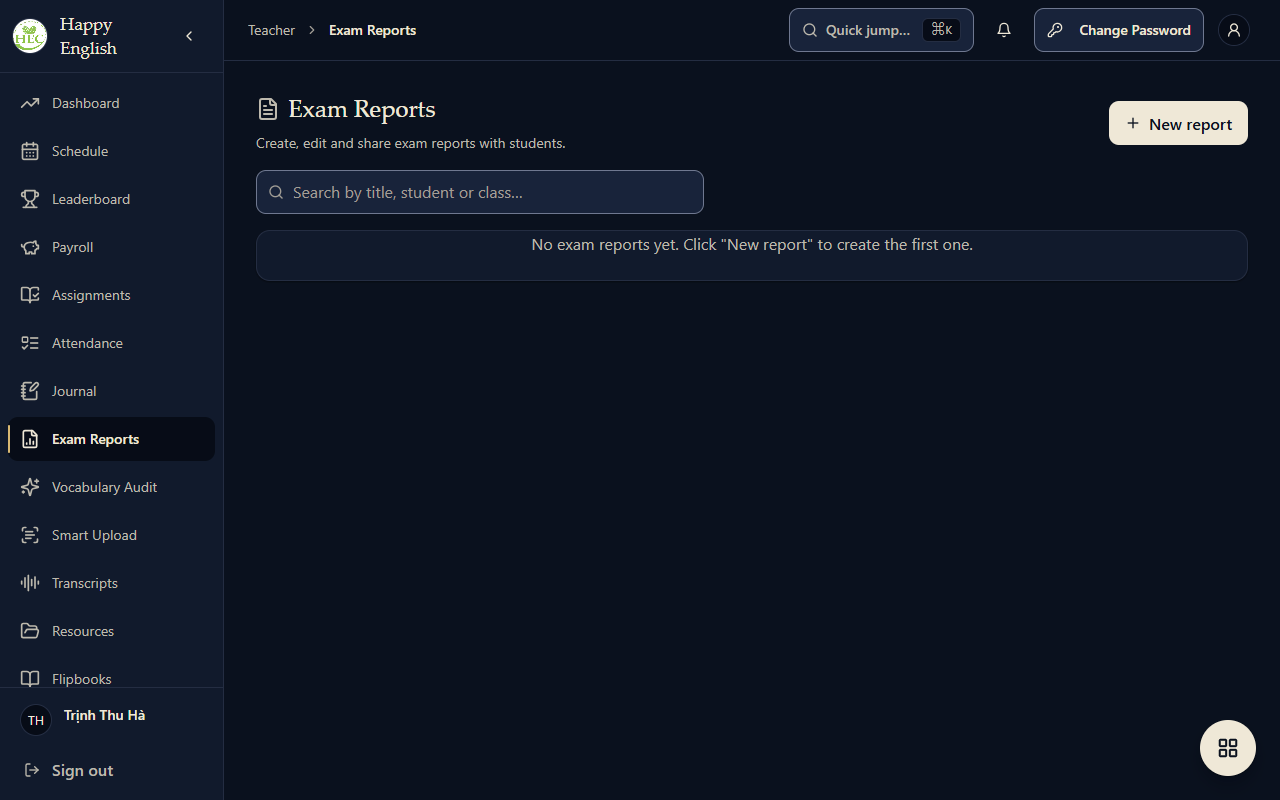 HEC
Happy
English
Teacher
Exam Reports
Quick jump...
⌘K
Change Password
Dashboard
Schedule
Leaderboard
Payroll
Assignments
Attendance
Journal
Exam Reports
Vocabulary Audit
Smart Upload
Transcripts
Resources
Flipbooks
TH
Trịnh Thu Hà
Sign out
Exam Reports
Create, edit and share exam reports with students.
New report
Search by title, student or class...
No exam reports yet. Click "New report" to create the first one.